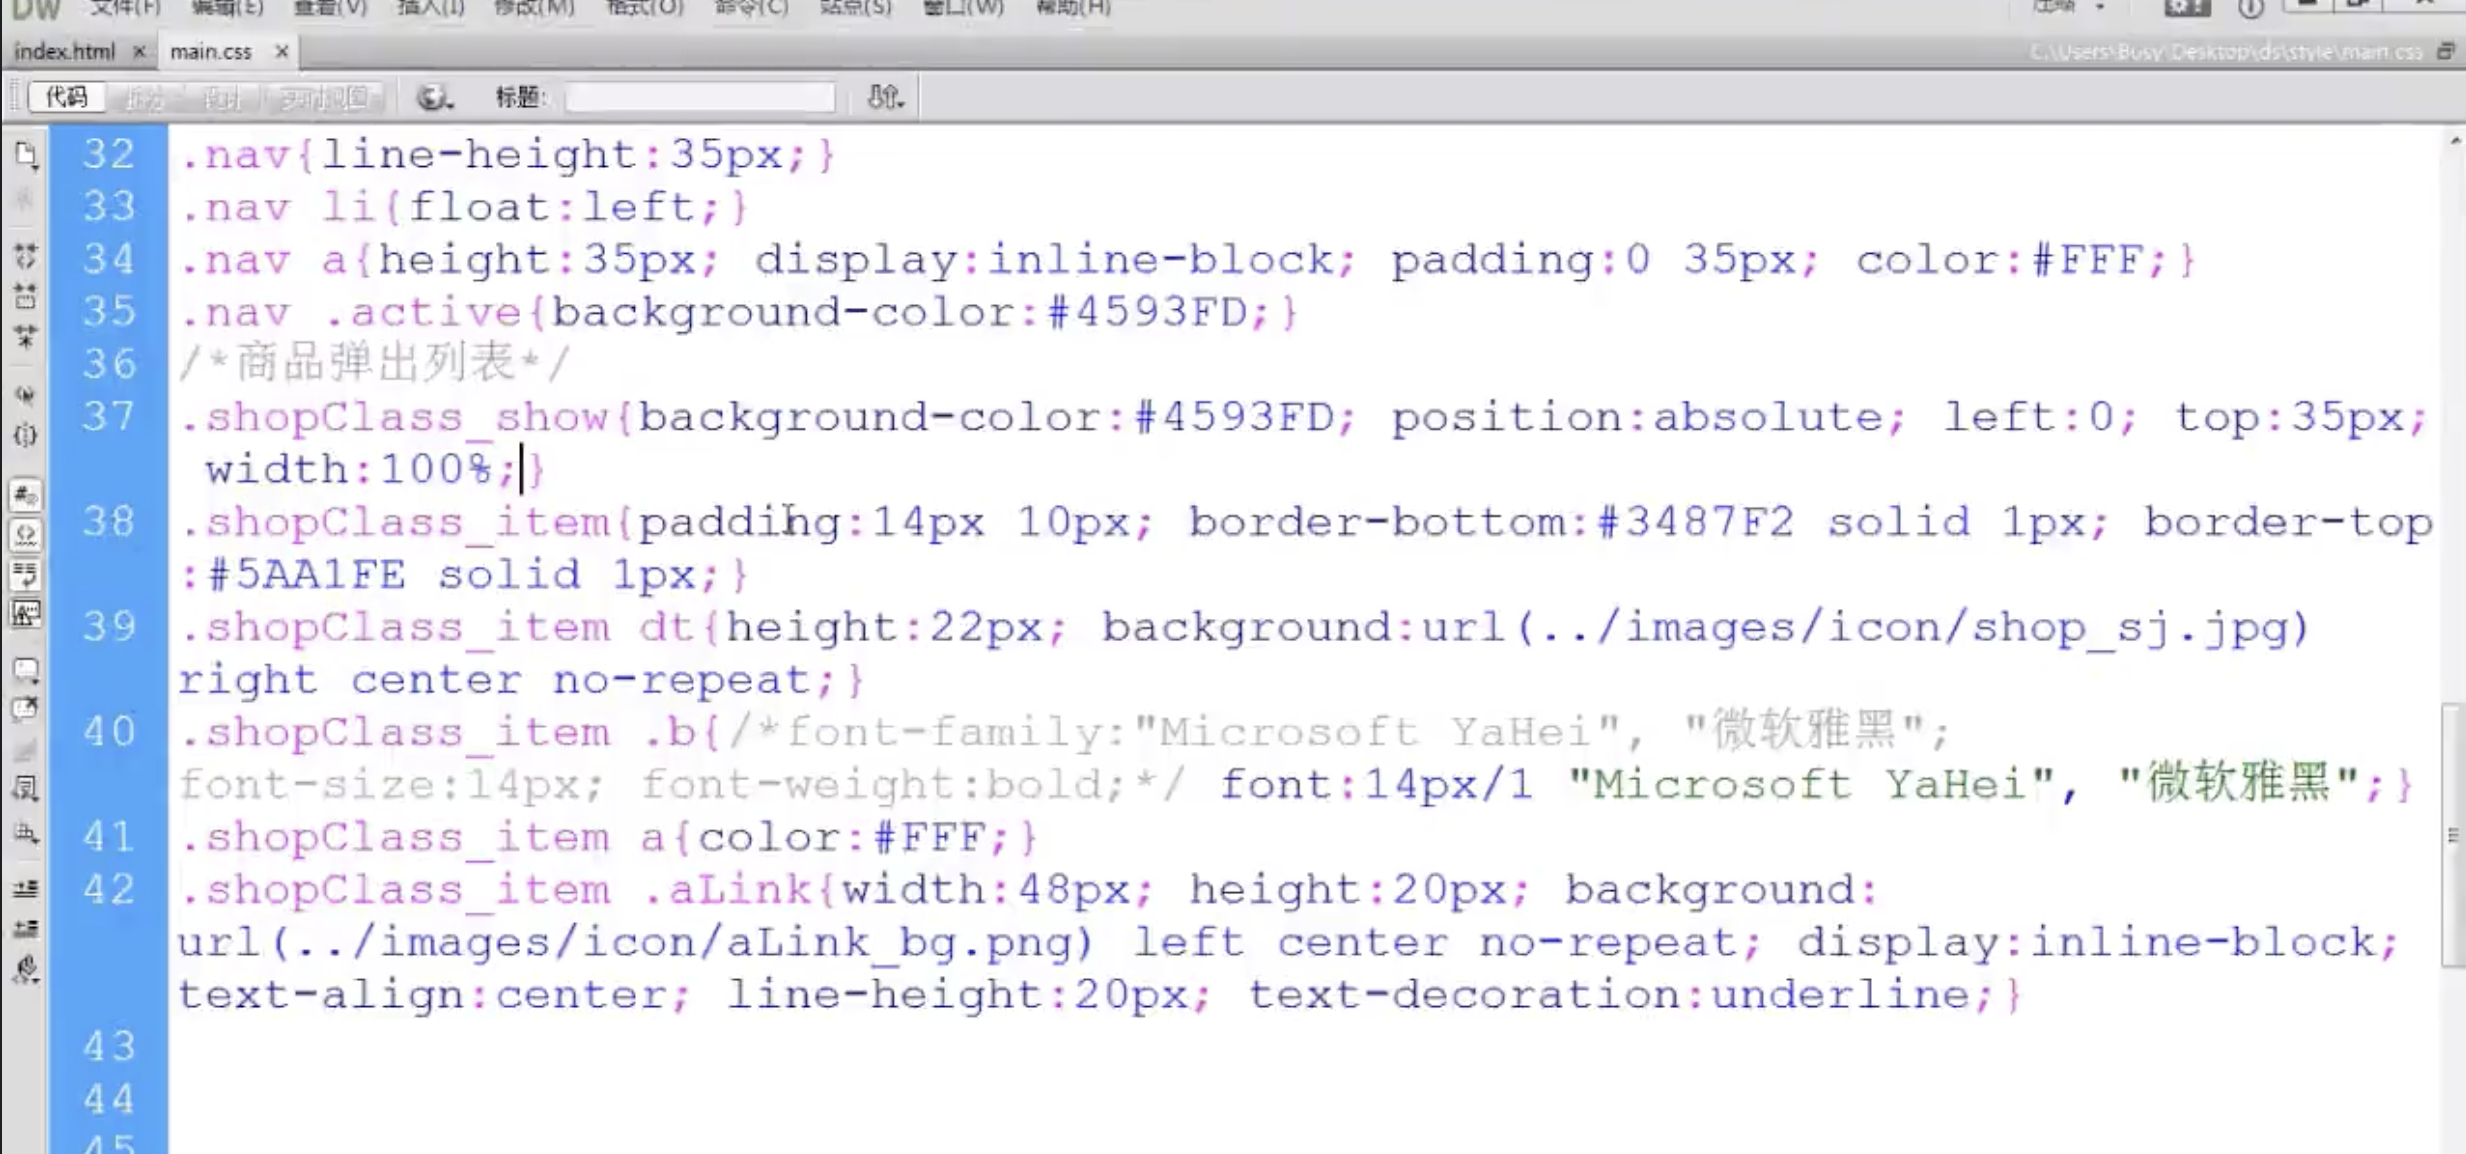 DW 文件(F) 编辑(E) 查看(V) 插入(I) 修改(M) 格式(O) 命令(C) 站点(S) 窗口(W) 帮助(H) 压缩
index.html × main.css × C:\Users\Busy\Desktop\ds\style\main.css
代码 拆分 设计 实时视图 标题:
32 .nav{line-height:35px;}
33 .nav li{float:left;}
34 .nav a{height:35px; display:inline-block; padding:0 35px; color:#FFF;}
35 .nav .active{background-color:#4593FD;}
36 /*商品弹出列表*/
37 .shopClass_show{background-color:#4593FD; position:absolute; left:0; top:35px;
width:100%;}
38 .shopClass_item{padding:14px 10px; border-bottom:#3487F2 solid 1px; border-top
:#5AA1FE solid 1px;}
39 .shopClass_item dt{height:22px; background:url(../images/icon/shop_sj.jpg)
right center no-repeat;}
40 .shopClass_item .b{/*font-family:"Microsoft YaHei", "微软雅黑";
font-size:14px; font-weight:bold;*/ font:14px/1 "Microsoft YaHei", "微软雅黑";}
41 .shopClass_item a{color:#FFF;}
42 .shopClass_item .aLink{width:48px; height:20px; background:
url(../images/icon/aLink_bg.png) left center no-repeat; display:inline-block;
text-align:center; line-height:20px; text-decoration:underline;}
43
44
45